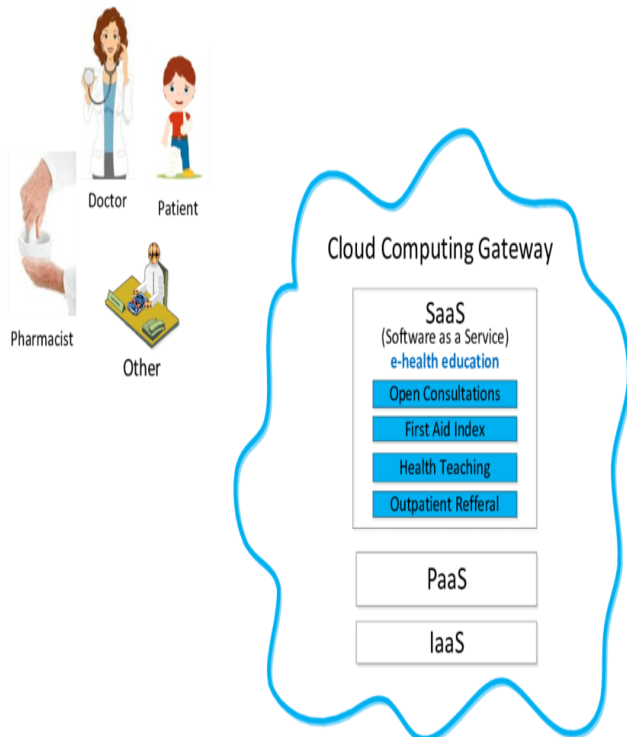 Doctor
Patient
Pharmacist
Other
Cloud Computing Gateway
SaaS
(Software as a Service)
e-health education
Open Consultations
First Aid Index
Health Teaching
Outpatient Refferal
PaaS
IaaS